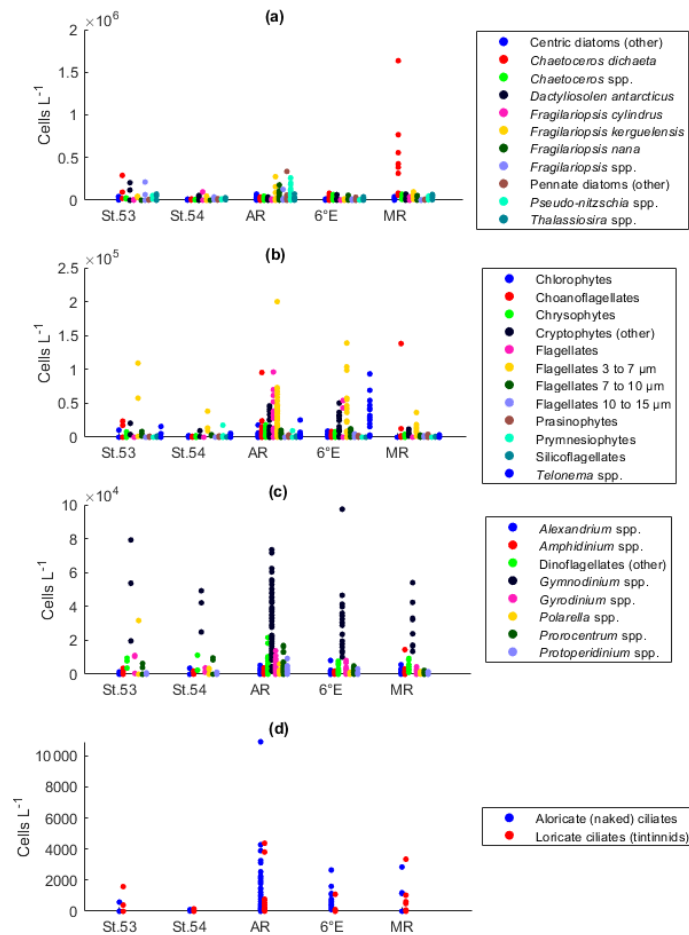 (a)
×10⁶
2
1.5
1
0.5
0
Cells L⁻¹
St.53 St.54 AR 6°E MR
Centric diatoms (other)
Chaetoceros dichaeta
Chaetoceros spp.
Dactyliosolen antarcticus
Fragilariopsis cylindrus
Fragilariopsis kerguelensis
Fragilariopsis nana
Fragilariopsis spp.
Pennate diatoms (other)
Pseudo-nitzschia spp.
Thalassiosira spp.
(b)
×10⁵
2.5
2
1.5
1
0.5
0
Cells L⁻¹
St.53 St.54 AR 6°E MR
Chlorophytes
Choanoflagellates
Chrysophytes
Cryptophytes (other)
Flagellates
Flagellates 3 to 7 µm
Flagellates 7 to 10 µm
Flagellates 10 to 15 µm
Prasinophytes
Prymnesiophytes
Silicoflagellates
Telonema spp.
(c)
×10⁴
10
8
6
4
2
0
Cells L⁻¹
St.53 St.54 AR 6°E MR
Alexandrium spp.
Amphidinium spp.
Dinoflagellates (other)
Gymnodinium spp.
Gyrodinium spp.
Polarella spp.
Prorocentrum spp.
Protoperidinium spp.
(d)
10 000
8000
6000
4000
2000
0
Cells L⁻¹
St.53 St.54 AR 6°E MR
Aloricate (naked) ciliates
Loricate ciliates (tintinnids)